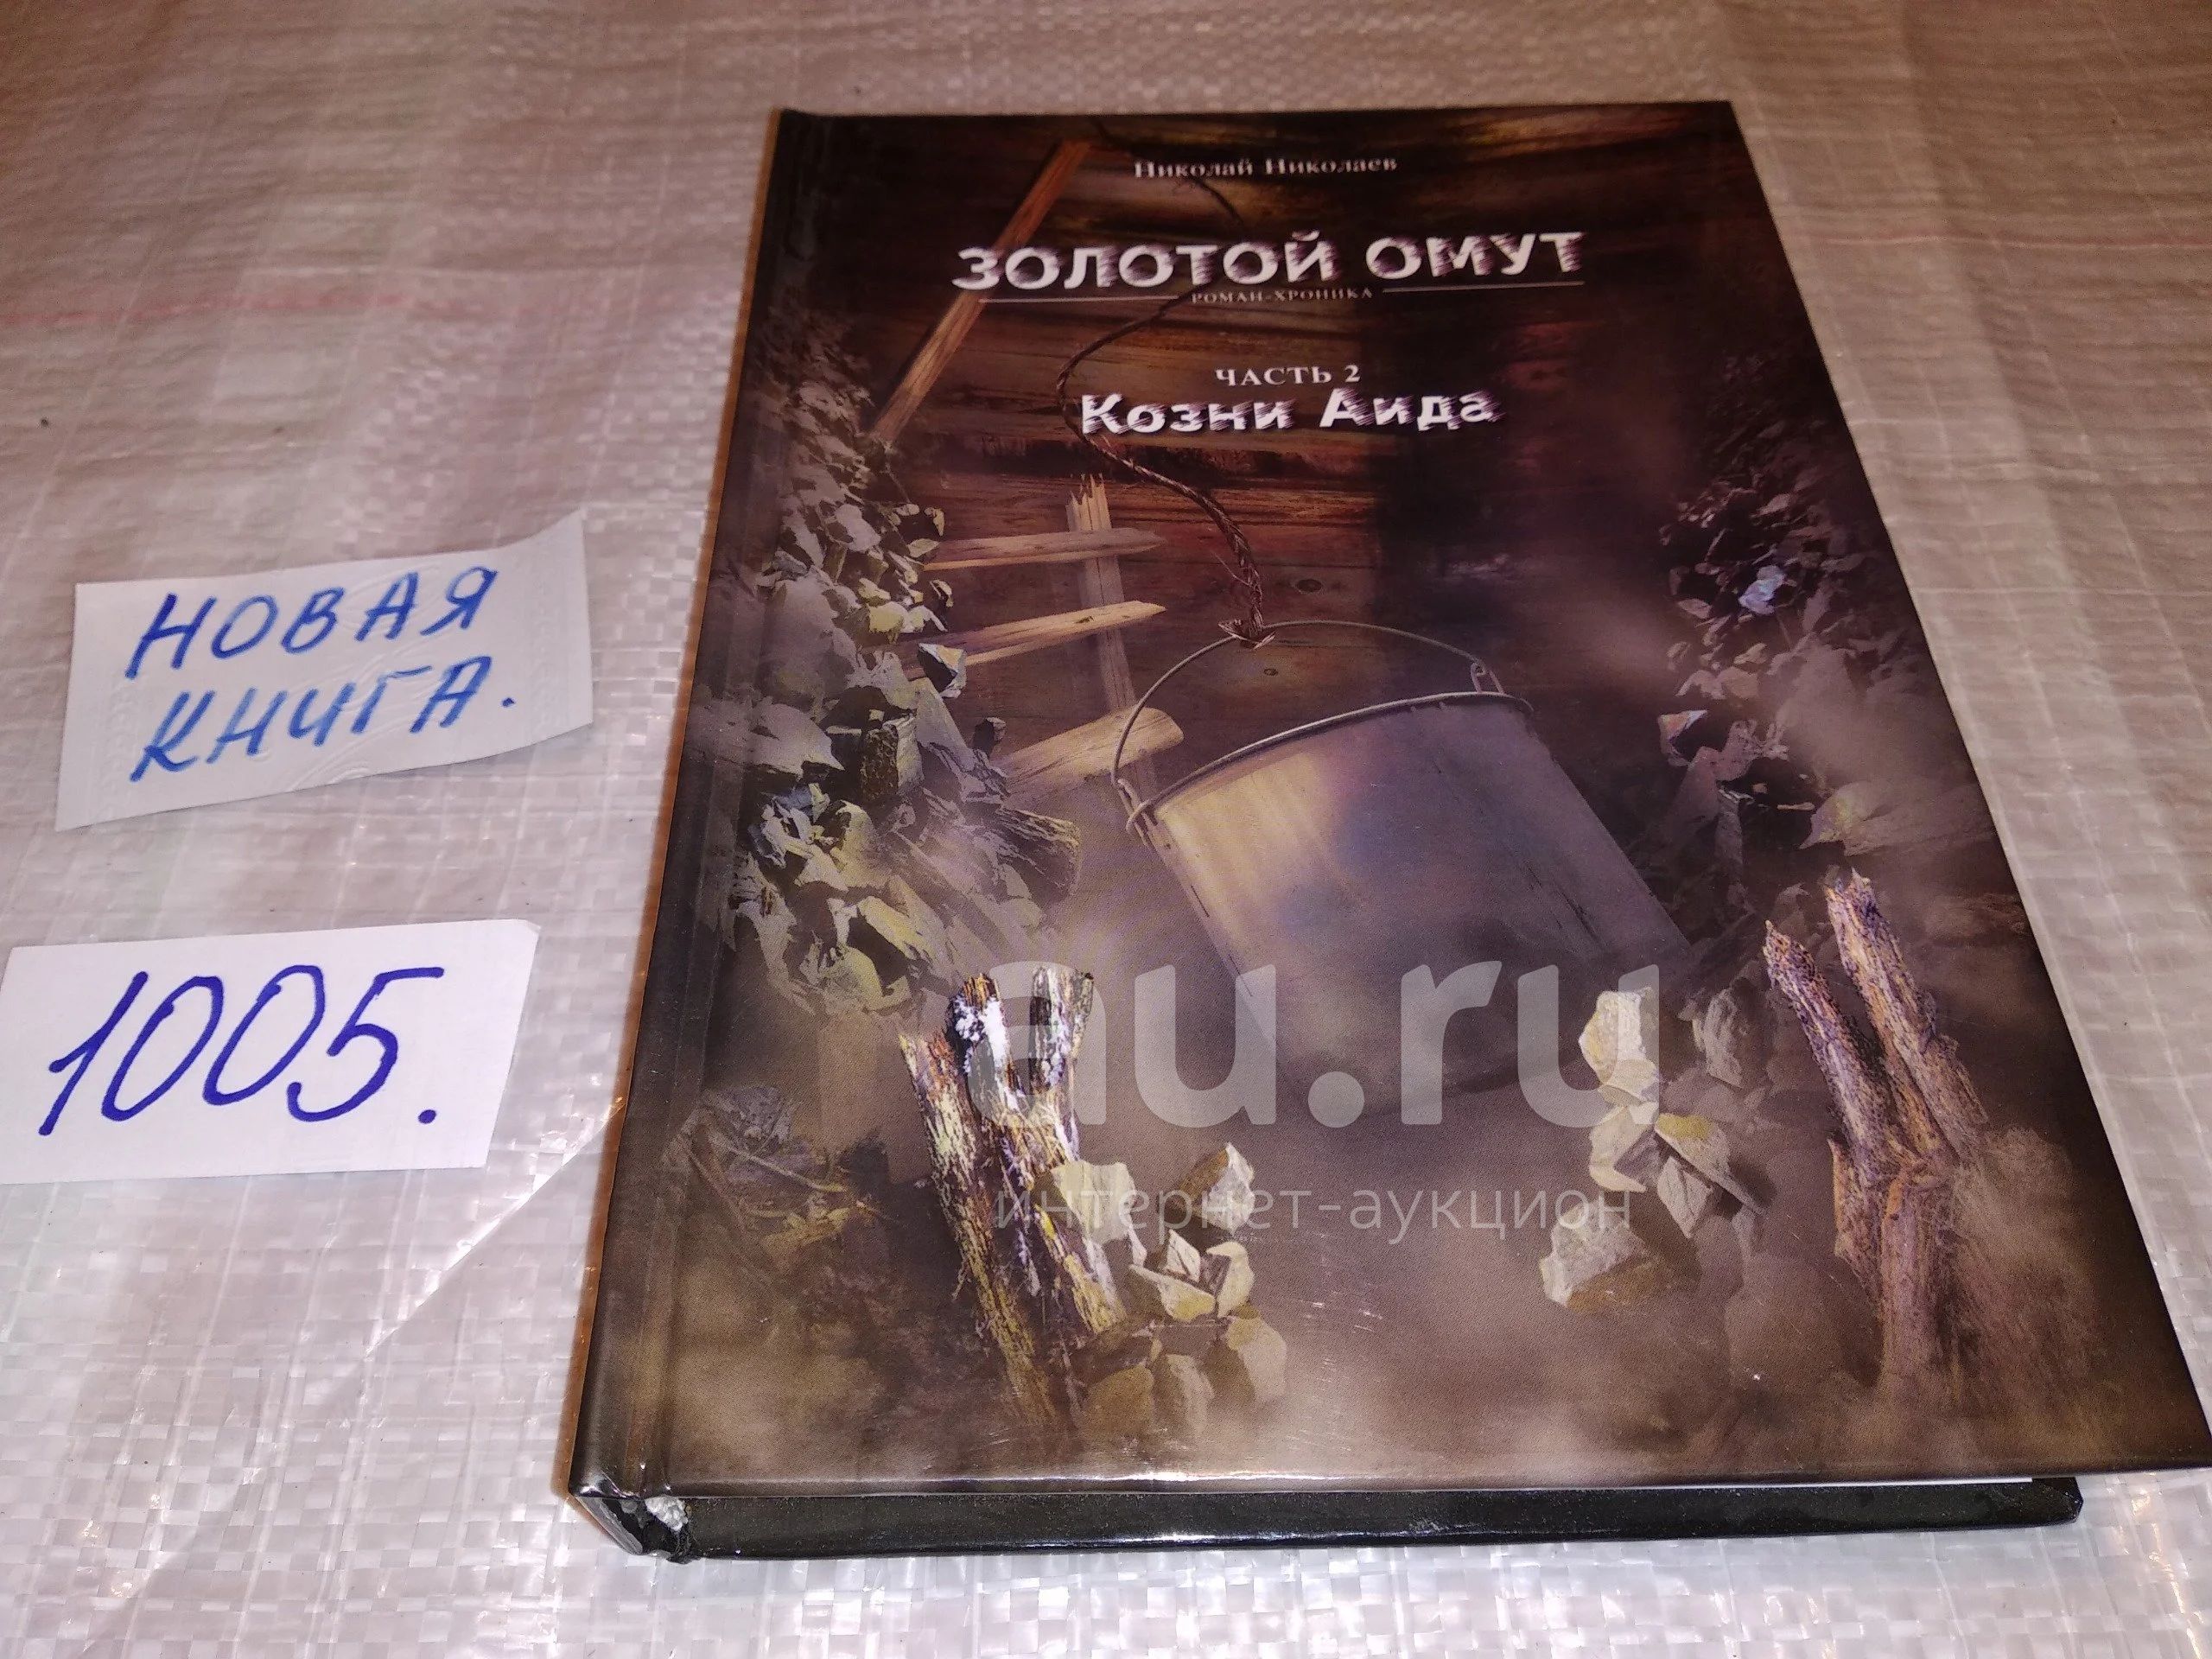 Николай Николаев
ЗОЛОТОЙ ОМУТ
РОМАН-ХРОНИКА
ЧАСТЬ 2
Козни Аида
НОВАЯ
КНИГА.
1005.
au.ru
интернет-аукцион